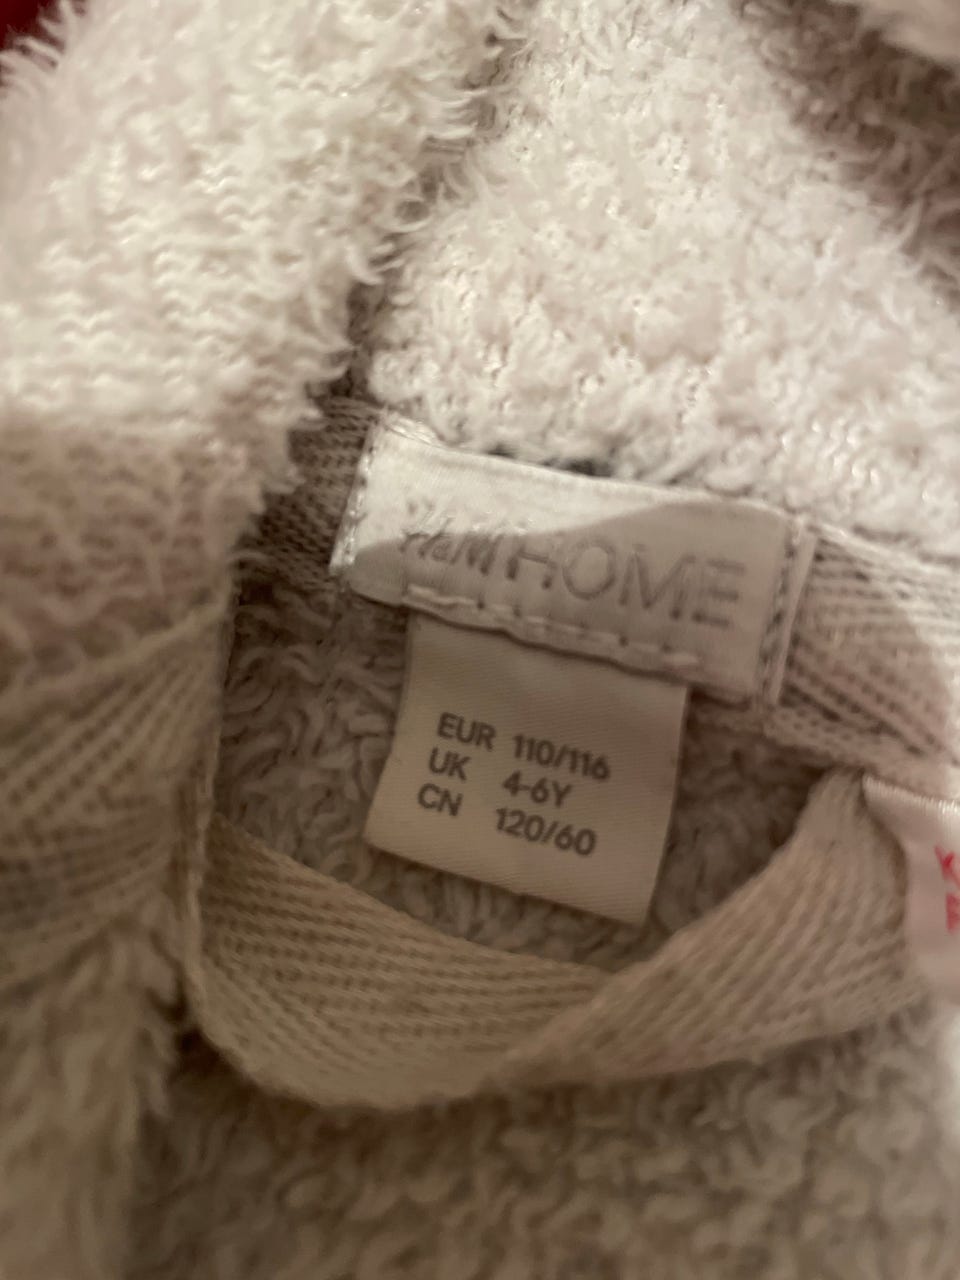 H&M HOME
EUR 110/116
UK 4-6Y
CN 120/60